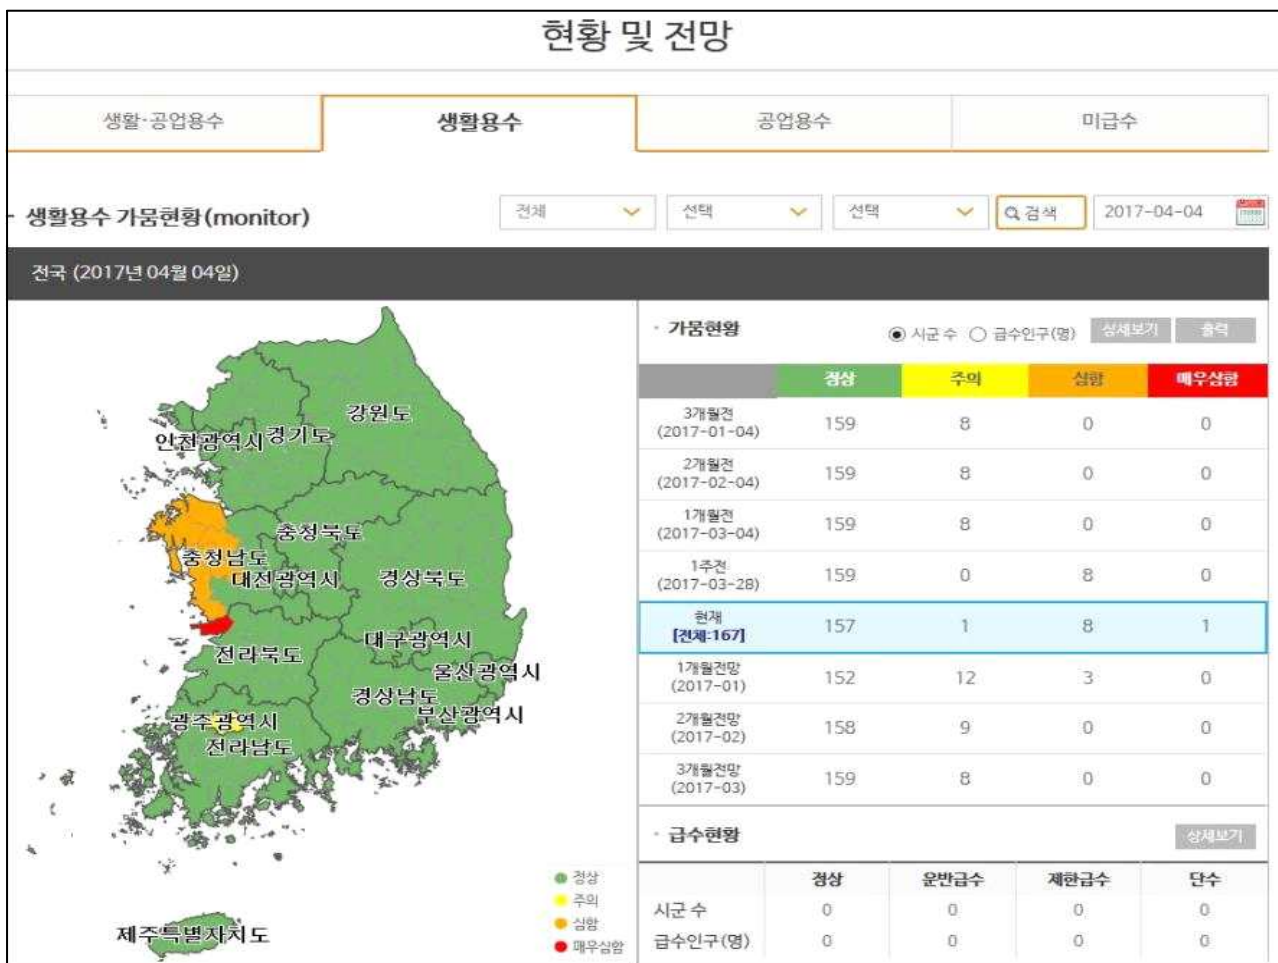 현황 및 전망
생활·공업용수 생활용수 공업용수 미급수
생활용수 가뭄현황(monitor) 전체 선택 선택 검색 2017-04-04
전국 (2017년 04월 04일)
강원도
인천광역시 경기도
충청북도
충청남도
대전광역시 경상북도
대구광역시
전라북도
울산광역시
경상남도
부산광역시
광주광역시
전라남도
제주특별자치도
정상
주의
심함
매우심함
· 가뭄현황 시군 수 급수인구(명) 상세보기 출력
정상 주의 심함 매우심함
3개월전
(2017-01-04) 159 8 0 0
2개월전
(2017-02-04) 159 8 0 0
1개월전
(2017-03-04) 159 8 0 0
1주전
(2017-03-28) 159 0 8 0
현재
[전체:167] 157 1 8 1
1개월전망
(2017-01) 152 12 3 0
2개월전망
(2017-02) 158 9 0 0
3개월전망
(2017-03) 159 8 0 0
· 급수현황 상세보기
정상 운반급수 제한급수 단수
시군 수 0 0 0 0
급수인구(명) 0 0 0 0